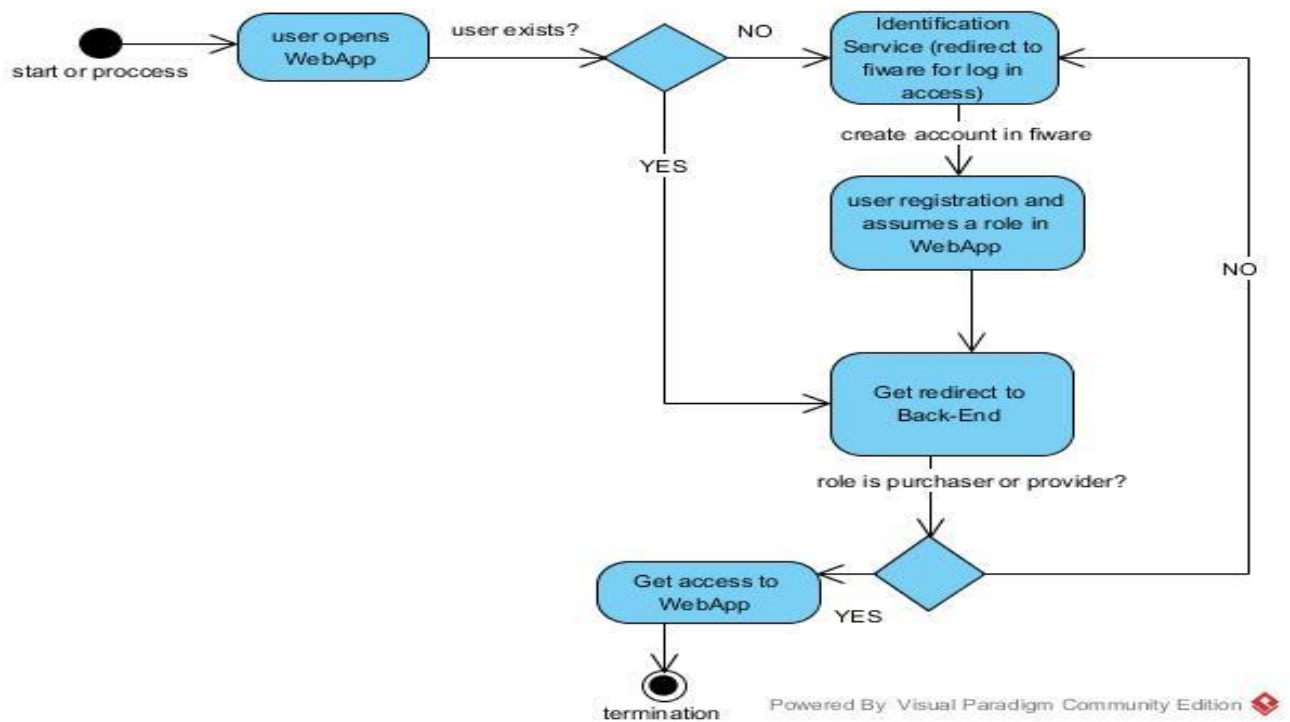 start or proccess
user opens
WebApp
user exists?
NO
Identification
Service (redirect to
fiware for log in
access)
create account in fiware
YES
user registration and
assumes a role in
WebApp
NO
Get redirect to
Back-End
role is purchaser or provider?
Get access to
WebApp
YES
termination
Powered By Visual Paradigm Community Edition